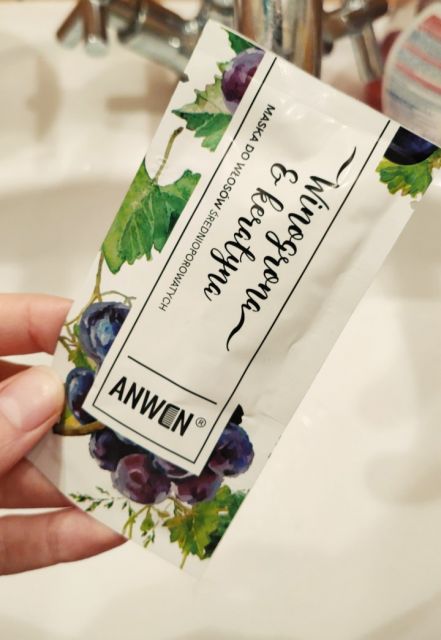 Winogrona
& keratyna
MASKA DO WŁOSÓW ŚREDNIOPOROWATYCH
ANWEN®